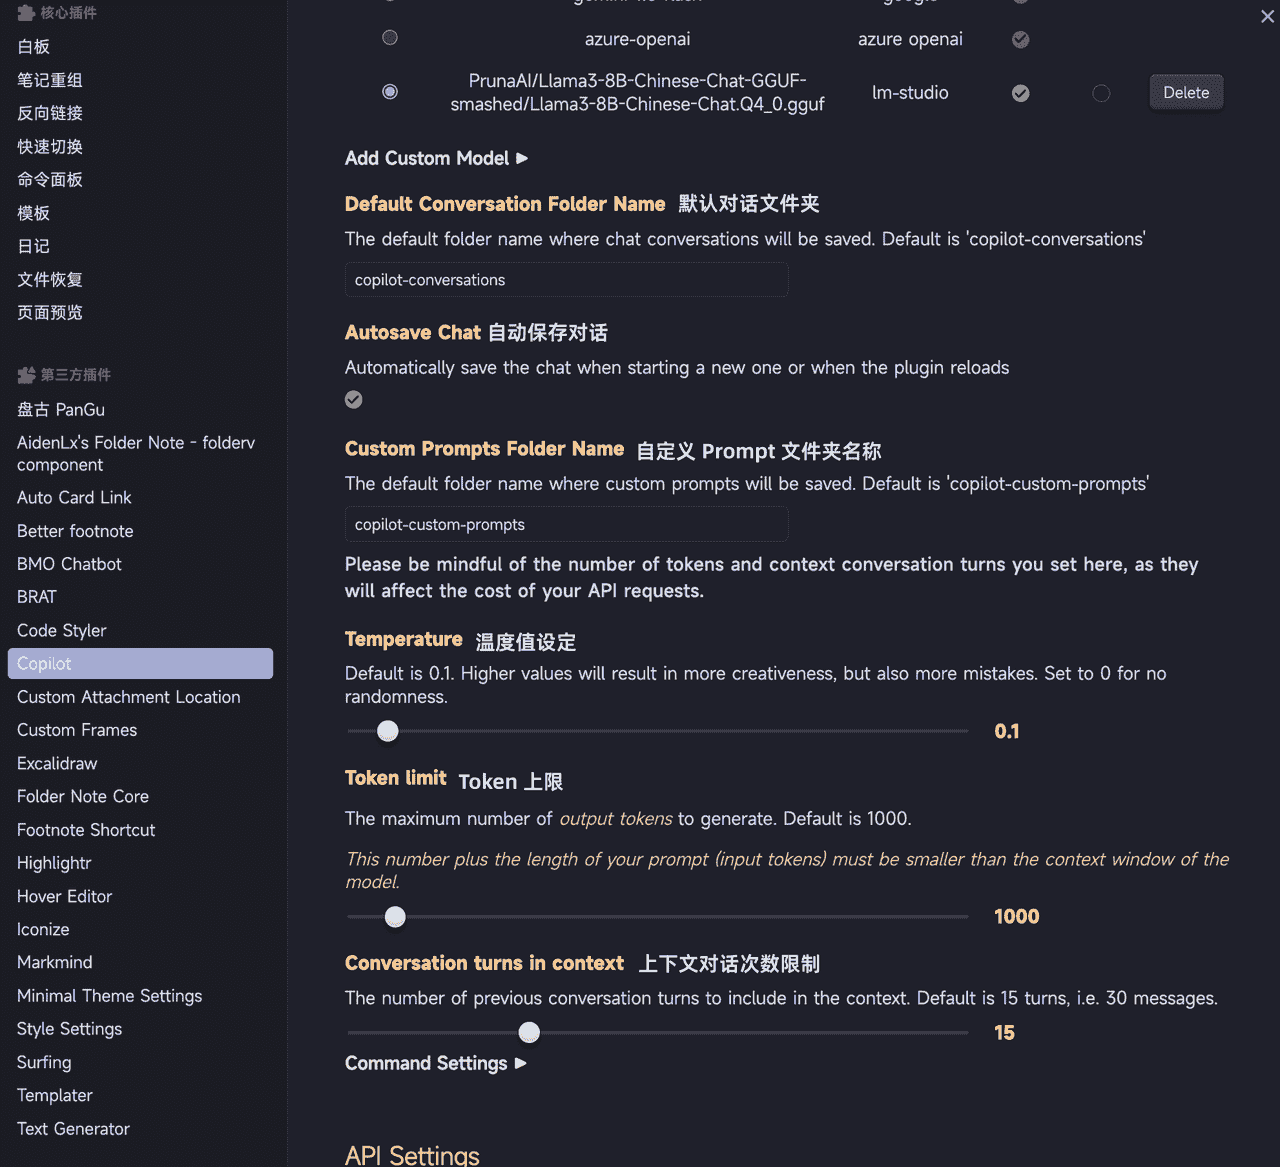 核心插件
白板
笔记重组
反向链接
快速切换
命令面板
模板
日记
文件恢复
页面预览
第三方插件
盘古 PanGu
AidenLx's Folder Note - folderv
component
Auto Card Link
Better footnote
BMO Chatbot
BRAT
Code Styler
Copilot
Custom Attachment Location
Custom Frames
Excalidraw
Folder Note Core
Footnote Shortcut
Highlightr
Hover Editor
Iconize
Markmind
Minimal Theme Settings
Style Settings
Surfing
Templater
Text Generator
azure-openai azure openai
PrunaAI/Llama3-8B-Chinese-Chat-GGUF-
smashed/Llama3-8B-Chinese-Chat.Q4_0.gguf lm-studio Delete
Add Custom Model ▶
Default Conversation Folder Name 默认对话文件夹
The default folder name where chat conversations will be saved. Default is 'copilot-conversations'
copilot-conversations
Autosave Chat 自动保存对话
Automatically save the chat when starting a new one or when the plugin reloads
Custom Prompts Folder Name 自定义 Prompt 文件夹名称
The default folder name where custom prompts will be saved. Default is 'copilot-custom-prompts'
copilot-custom-prompts
Please be mindful of the number of tokens and context conversation turns you set here, as they
will affect the cost of your API requests.
Temperature 温度值设定
Default is 0.1. Higher values will result in more creativeness, but also more mistakes. Set to 0 for no
randomness.
0.1
Token limit Token 上限
The maximum number of output tokens to generate. Default is 1000.
This number plus the length of your prompt (input tokens) must be smaller than the context window of the
model.
1000
Conversation turns in context 上下文对话次数限制
The number of previous conversation turns to include in the context. Default is 15 turns, i.e. 30 messages.
15
Command Settings ▶
API Settings